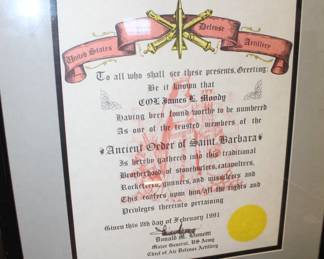 United States
Defense
Artillery
To all who shall see these presents, Greeting:
Be it known that
COL James L. Moody
Having been found worthy to be numbered
As one of the trusted members of the
Ancient Order of Saint Barbara
Is hereby gathered into this traditional
Brotherhood of stonehurlers, catapulters,
Rocketeers, gunners, and missileers and
This confers upon him all the rights and
Privileges thereinto pertaining
Given this 28th day of February 1991
Donald M.
Major General, US Army
Chief of Air Defense Artillery